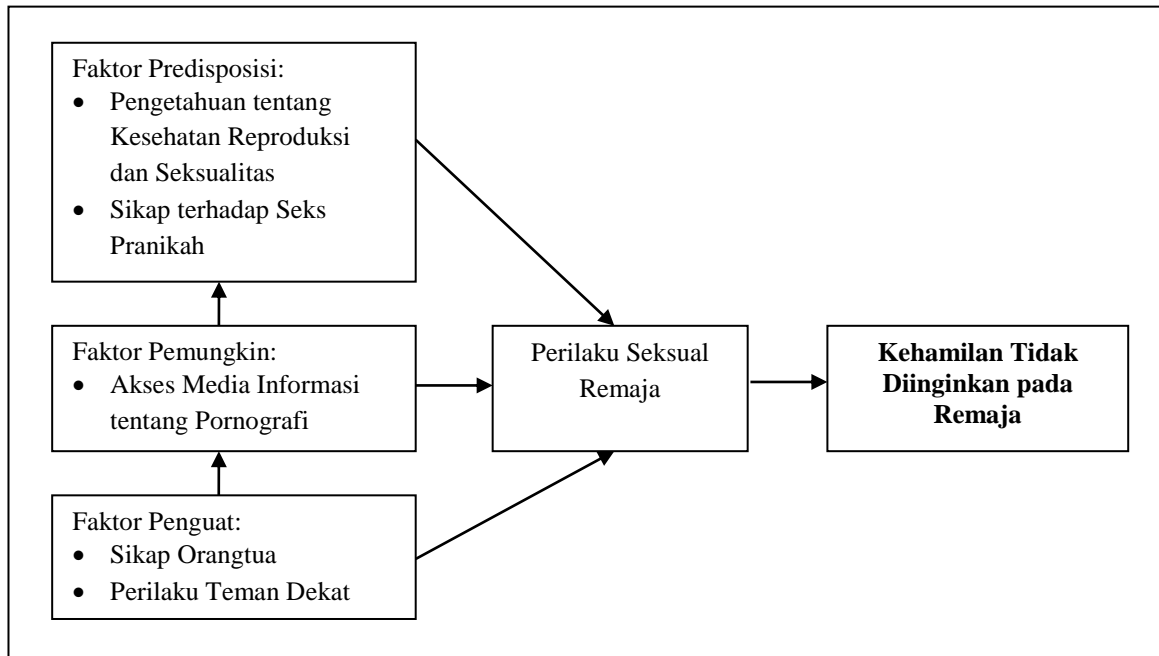 Faktor Predisposisi:
• Pengetahuan tentang
Kesehatan Reproduksi
dan Seksualitas
• Sikap terhadap Seks
Pranikah
Faktor Pemungkin:
• Akses Media Informasi
tentang Pornografi
Perilaku Seksual
Remaja
Kehamilan Tidak
Diinginkan pada
Remaja
Faktor Penguat:
• Sikap Orangtua
• Perilaku Teman Dekat